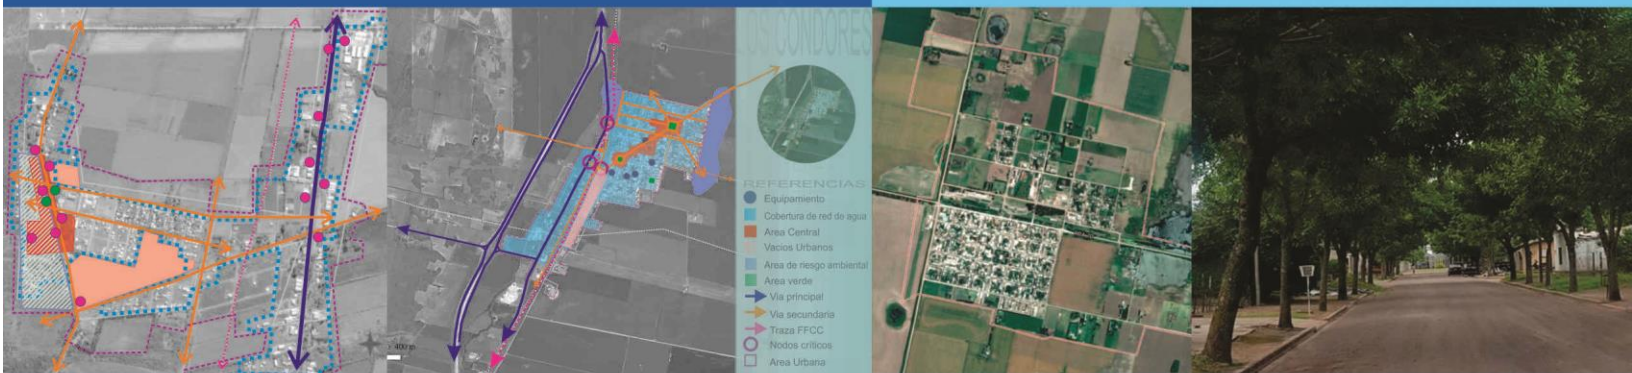 LOS CONDORES
REFERENCIAS
Equipamiento
Cobertura de red de agua
Area Central
Vacios Urbanos
Area de riesgo ambiental
Area verde
Via principal
Via secundaria
Traza FFCC
Nodos críticos
Area Urbana